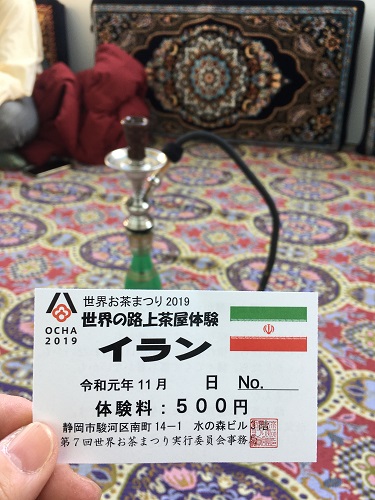 世界お茶まつり2019
OCHA
2019
世界の路上茶屋体験
イラン
令和元年11月　　日　No.
体験料：500円
静岡市駿河区南町14-1　水の森ビル3階
第7回世界お茶まつり実行委員会事務